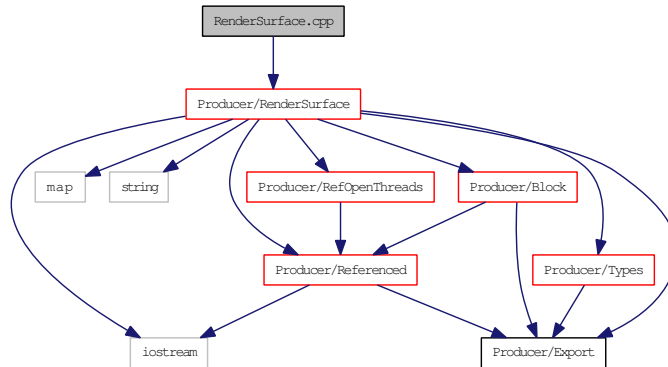 RenderSurface.cpp
Producer/RenderSurface
map
string
Producer/RefOpenThreads
Producer/Block
Producer/Referenced
Producer/Types
iostream
Producer/Export